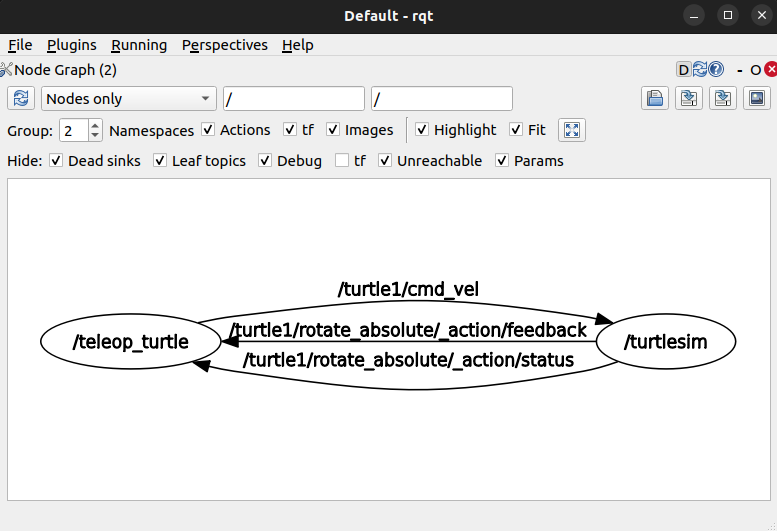 Default - rqt
File Plugins Running Perspectives Help
Node Graph (2) D - O
Nodes only / /
Group: 2 Namespaces Actions tf Images Highlight Fit
Hide: Dead sinks Leaf topics Debug tf Unreachable Params
/turtle1/cmd_vel
/turtle1/rotate_absolute/_action/feedback
/teleop_turtle /turtlesim
/turtle1/rotate_absolute/_action/status